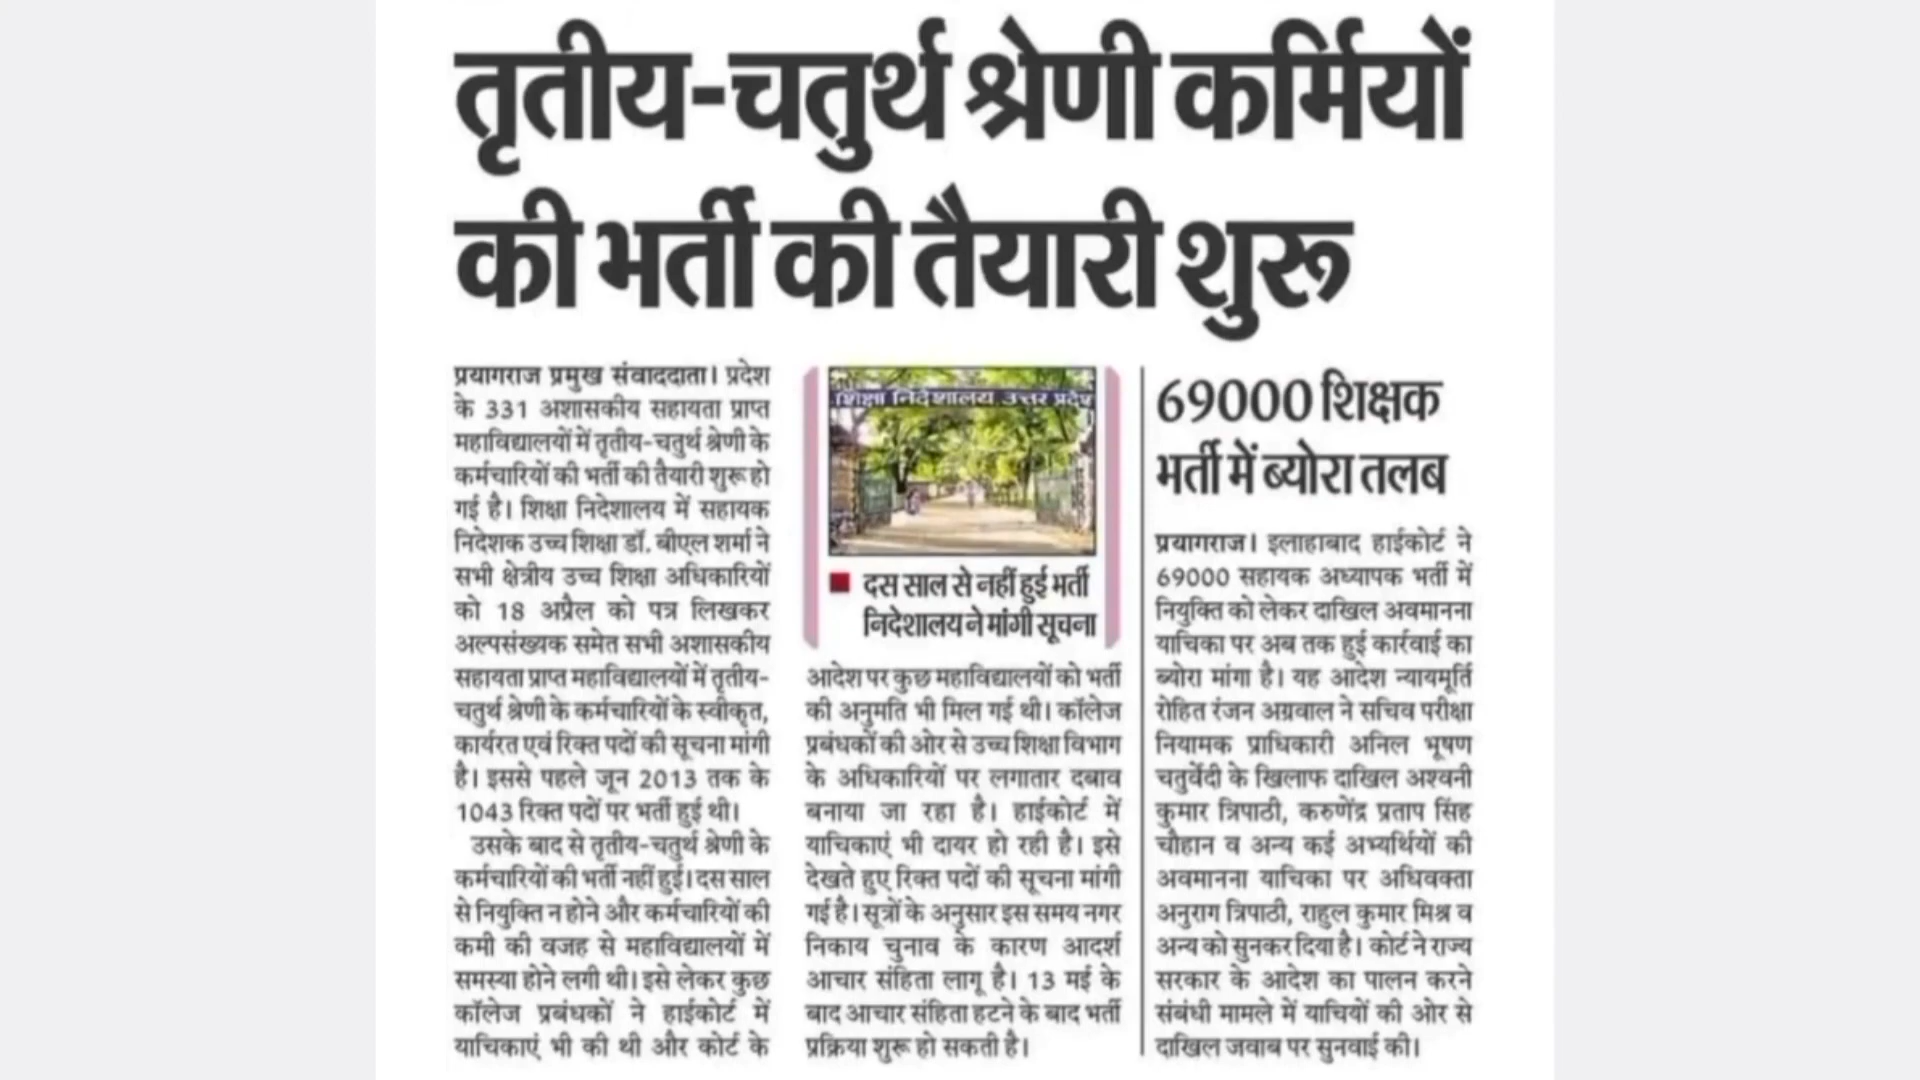 तृतीय-चतुर्थ श्रेणी कर्मियों
की भर्ती की तैयारी शुरू
प्रयागराज प्रमुख संवाददाता। प्रदेश
के 331 अशासकीय सहायता प्राप्त
महाविद्यालयों में तृतीय-चतुर्थ श्रेणी के
कर्मचारियों की भर्ती की तैयारी शुरू हो
गई है। शिक्षा निदेशालय में सहायक
निदेशक उच्च शिक्षा डॉ. बीएल शर्मा ने
सभी क्षेत्रीय उच्च शिक्षा अधिकारियों
को 18 अप्रैल को पत्र लिखकर
अल्पसंख्यक समेत सभी अशासकीय
सहायता प्राप्त महाविद्यालयों में तृतीय-
चतुर्थ श्रेणी के कर्मचारियों के स्वीकृत,
कार्यरत एवं रिक्त पदों की सूचना मांगी
है। इससे पहले जून 2013 तक के
1043 रिक्त पदों पर भर्ती हुई थी।
उसके बाद से तृतीय-चतुर्थ श्रेणी के
कर्मचारियों की भर्ती नहीं हुई। दस साल
से नियुक्ति न होने और कर्मचारियों की
कमी की वजह से महाविद्यालयों में
समस्या होने लगी थी। इसे लेकर कुछ
कॉलेज प्रबंधकों ने हाईकोर्ट में
याचिकाएं भी की थी और कोर्ट के
शिक्षा निदेशालय उत्तर प्रदेश
दस साल से नहीं हुई भर्ती
निदेशालय ने मांगी सूचना
आदेश पर कुछ महाविद्यालयों को भर्ती
की अनुमति भी मिल गई थी। कॉलेज
प्रबंधकों की ओर से उच्च शिक्षा विभाग
के अधिकारियों पर लगातार दबाव
बनाया जा रहा है। हाईकोर्ट में
याचिकाएं भी दायर हो रही है। इसे
देखते हुए रिक्त पदों की सूचना मांगी
गई है। सूत्रों के अनुसार इस समय नगर
निकाय चुनाव के कारण आदर्श
आचार संहिता लागू है। 13 मई के
बाद आचार संहिता हटने के बाद भर्ती
प्रक्रिया शुरू हो सकती है।
69000 शिक्षक
भर्ती में ब्योरा तलब
प्रयागराज। इलाहाबाद हाईकोर्ट ने
69000 सहायक अध्यापक भर्ती में
नियुक्ति को लेकर दाखिल अवमानना
याचिका पर अब तक हुई कार्रवाई का
ब्योरा मांगा है। यह आदेश न्यायमूर्ति
रोहित रंजन अग्रवाल ने सचिव परीक्षा
नियामक प्राधिकारी अनिल भूषण
चतुर्वेदी के खिलाफ दाखिल अश्वनी
कुमार त्रिपाठी, करुणेंद्र प्रताप सिंह
चौहान व अन्य कई अभ्यर्थियों की
अवमानना याचिका पर अधिवक्ता
अनुराग त्रिपाठी, राहुल कुमार मिश्र व
अन्य को सुनकर दिया है। कोर्ट ने राज्य
सरकार के आदेश का पालन करने
संबंधी मामले में याचियों की ओर से
दाखिल जवाब पर सुनवाई की।